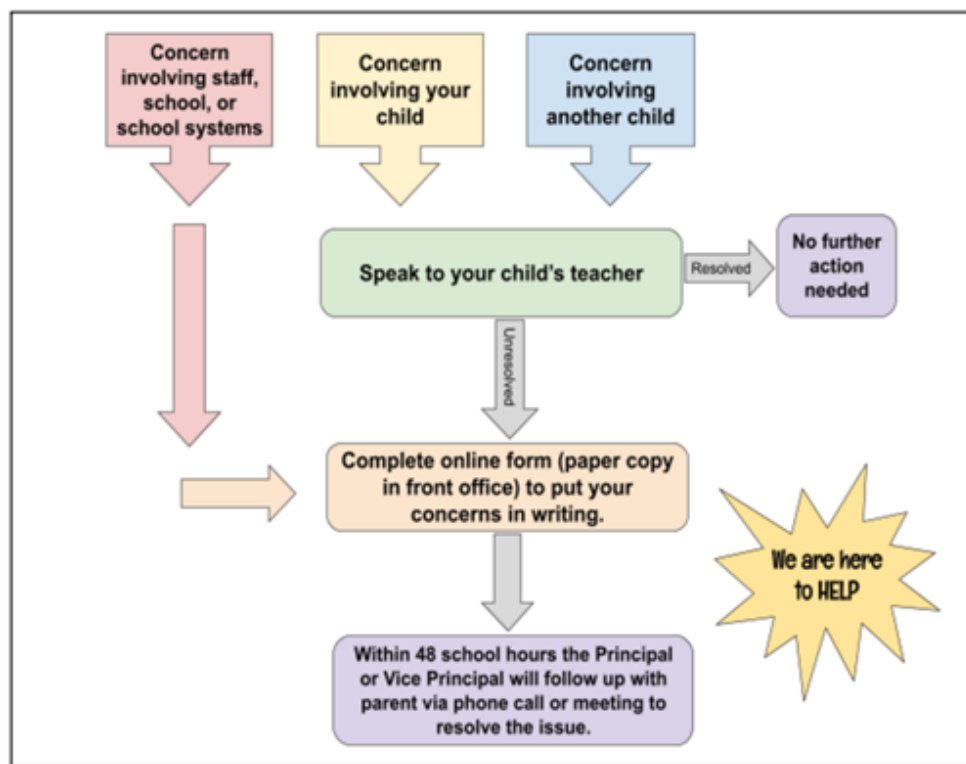 Concern
involving staff,
school, or
school systems
Concern
involving your
child
Concern
involving
another child
Speak to your child's teacher
Resolved
No further
action
needed
Unresolved
Complete online form (paper copy
in front office) to put your
concerns in writing.
We are here
to HELP
Within 48 school hours the Principal
or Vice Principal will follow up with
parent via phone call or meeting to
resolve the issue.